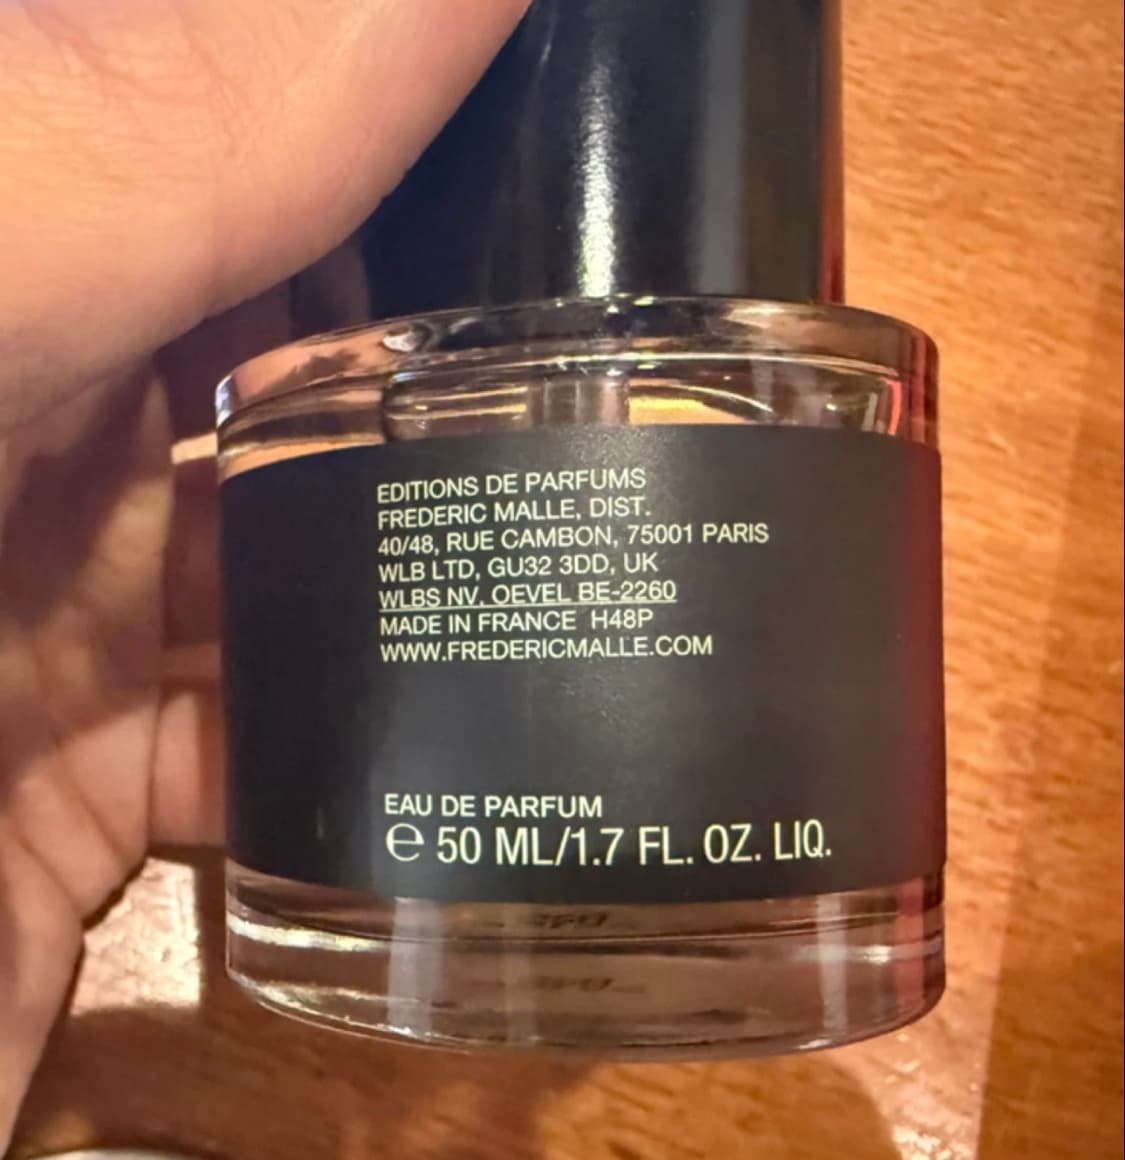 EDITIONS DE PARFUMS
FREDERIC MALLE, DIST.
40/48, RUE CAMBON, 75001 PARIS
WLB LTD, GU32 3DD, UK
WLBS NV, OEVEL BE-2260
MADE IN FRANCE H48P
WWW.FREDERICMALLE.COM
EAU DE PARFUM
℮ 50 ML/1.7 FL. OZ. LIQ.